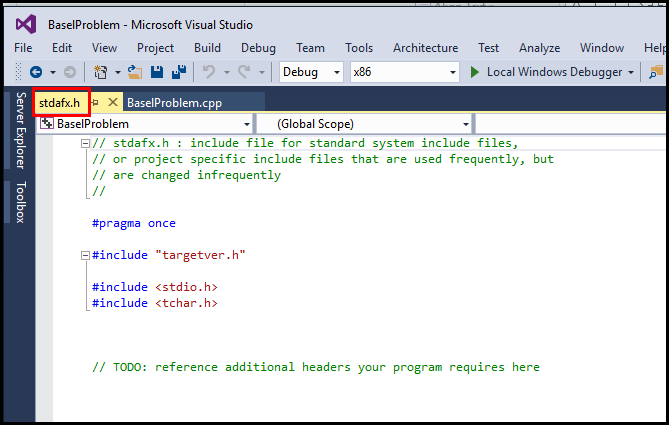 BaselProblem - Microsoft Visual Studio
File Edit View Project Build Debug Team Tools Architecture Test Analyze Window Help
Debug x86 Local Windows Debugger
stdafx.h BaselProblem.cpp
BaselProblem (Global Scope)
Server Explorer
Toolbox
// stdafx.h : include file for standard system include files,
// or project specific include files that are used frequently, but
// are changed infrequently
//
#pragma once
#include "targetver.h"
#include <stdio.h>
#include <tchar.h>
// TODO: reference additional headers your program requires here